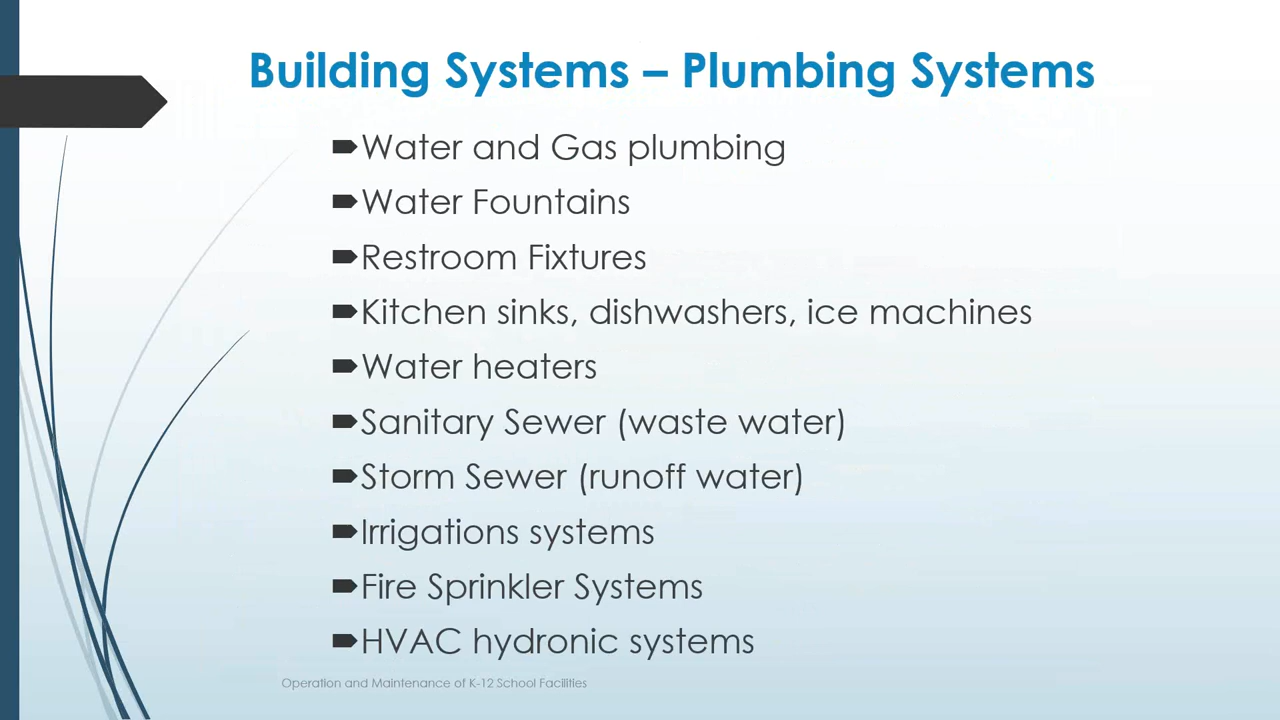 Building Systems – Plumbing Systems
Water and Gas plumbing
Water Fountains
Restroom Fixtures
Kitchen sinks, dishwashers, ice machines
Water heaters
Sanitary Sewer (waste water)
Storm Sewer (runoff water)
Irrigations systems
Fire Sprinkler Systems
HVAC hydronic systems
Operation and Maintenance of K-12 School Facilities